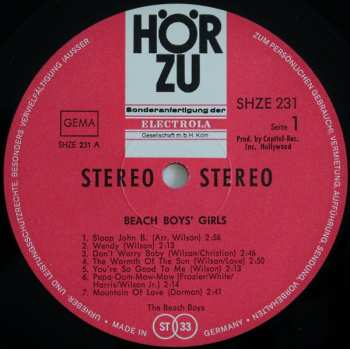 HÖR
ZU
Sonderanfertigung der
ELECTROLA
Gesellschaft m.b.H. Köln
GEMA
SHZE 231 A
SHZE 231
Seite 1
Prod. by Capitol-Rec.
Inc. Hollywood
STEREO STEREO
BEACH BOYS' GIRLS
1. Sloop John B. (Arr. Wilson) 2:56
2. Wendy (Wilson) 2:13
3. Don't Worry Baby (Wilson/Christian) 2:46
4. The Warmth Of The Sun (Wilson/Love) 2:50
5. You're So Good To Me (Wilson) 2:13
6. Papa-Oom-Mow-Mow (Frazier/White/
Harris/Wilson Jr.) 2:14
7. Mountain Of Love (Dorman) 2:41
The Beach Boys
MADE IN ST 33 GERMANY
URHEBER UND LEISTUNGSSCHUTZRECHTE, BESONDERS VERVIELFÄLTIGUNG (AUSSER
ZUM PERSÖNLICHEN GEBRAUCH), VERMIETUNG, AUFFÜHRUNG, SENDUNG, VORBEHALTEN